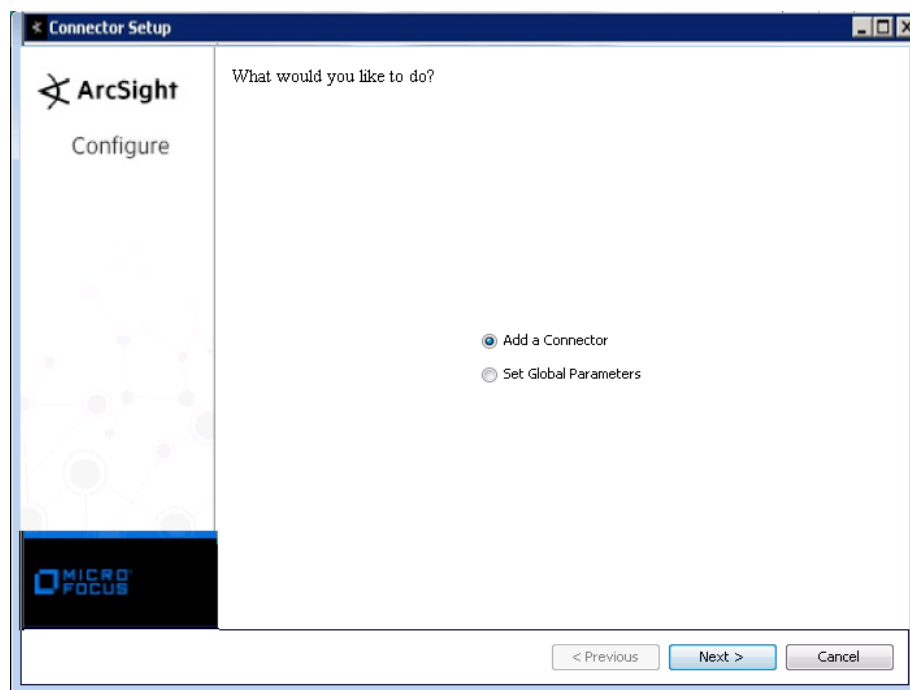 Connector Setup
ArcSight
Configure
What would you like to do?
Add a Connector
Set Global Parameters
MICRO
FOCUS
< Previous
Next >
Cancel